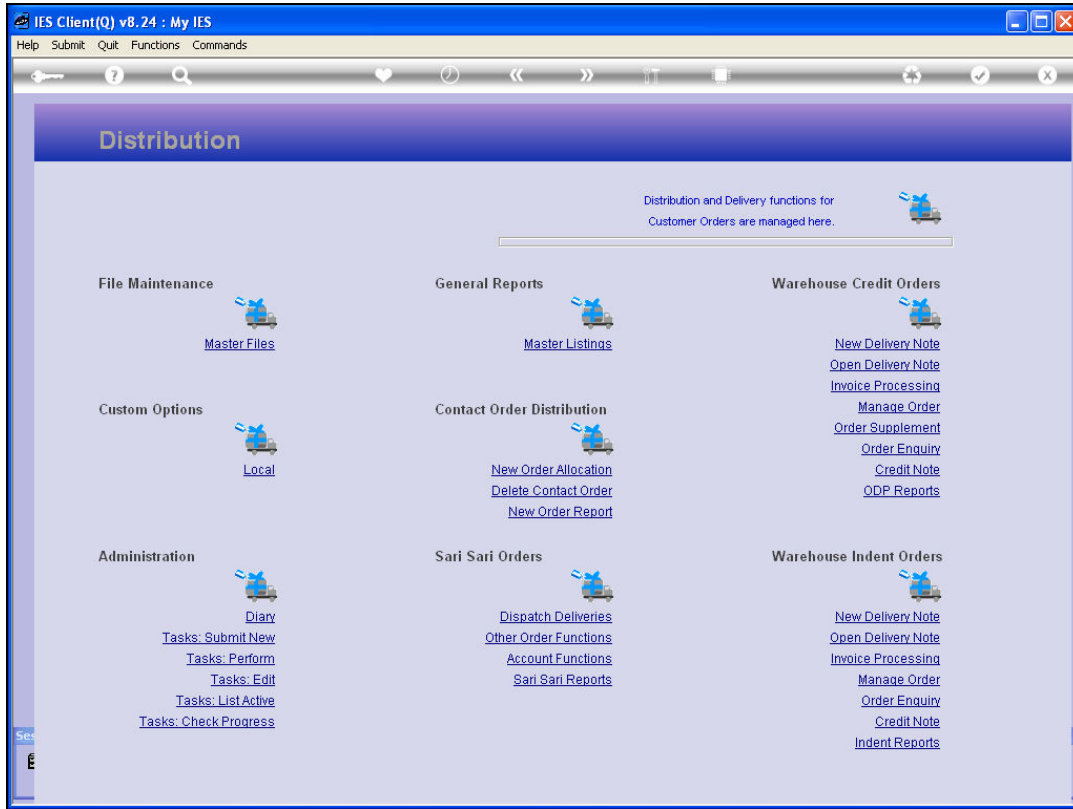 IES Client(Q) v8.24 : My IES
Help Submit Quit Functions Commands
Distribution
Distribution and Delivery functions for
Customer Orders are managed here.
File Maintenance
Master Files
General Reports
Master Listings
Warehouse Credit Orders
New Delivery Note
Open Delivery Note
Invoice Processing
Manage Order
Order Supplement
Order Enquiry
Credit Note
ODP Reports
Custom Options
Local
Contact Order Distribution
New Order Allocation
Delete Contact Order
New Order Report
Administration
Diary
Tasks: Submit New
Tasks: Perform
Tasks: Edit
Tasks: List Active
Tasks: Check Progress
Sari Sari Orders
Dispatch Deliveries
Other Order Functions
Account Functions
Sari Sari Reports
Warehouse Indent Orders
New Delivery Note
Open Delivery Note
Invoice Processing
Manage Order
Order Enquiry
Credit Note
Indent Reports